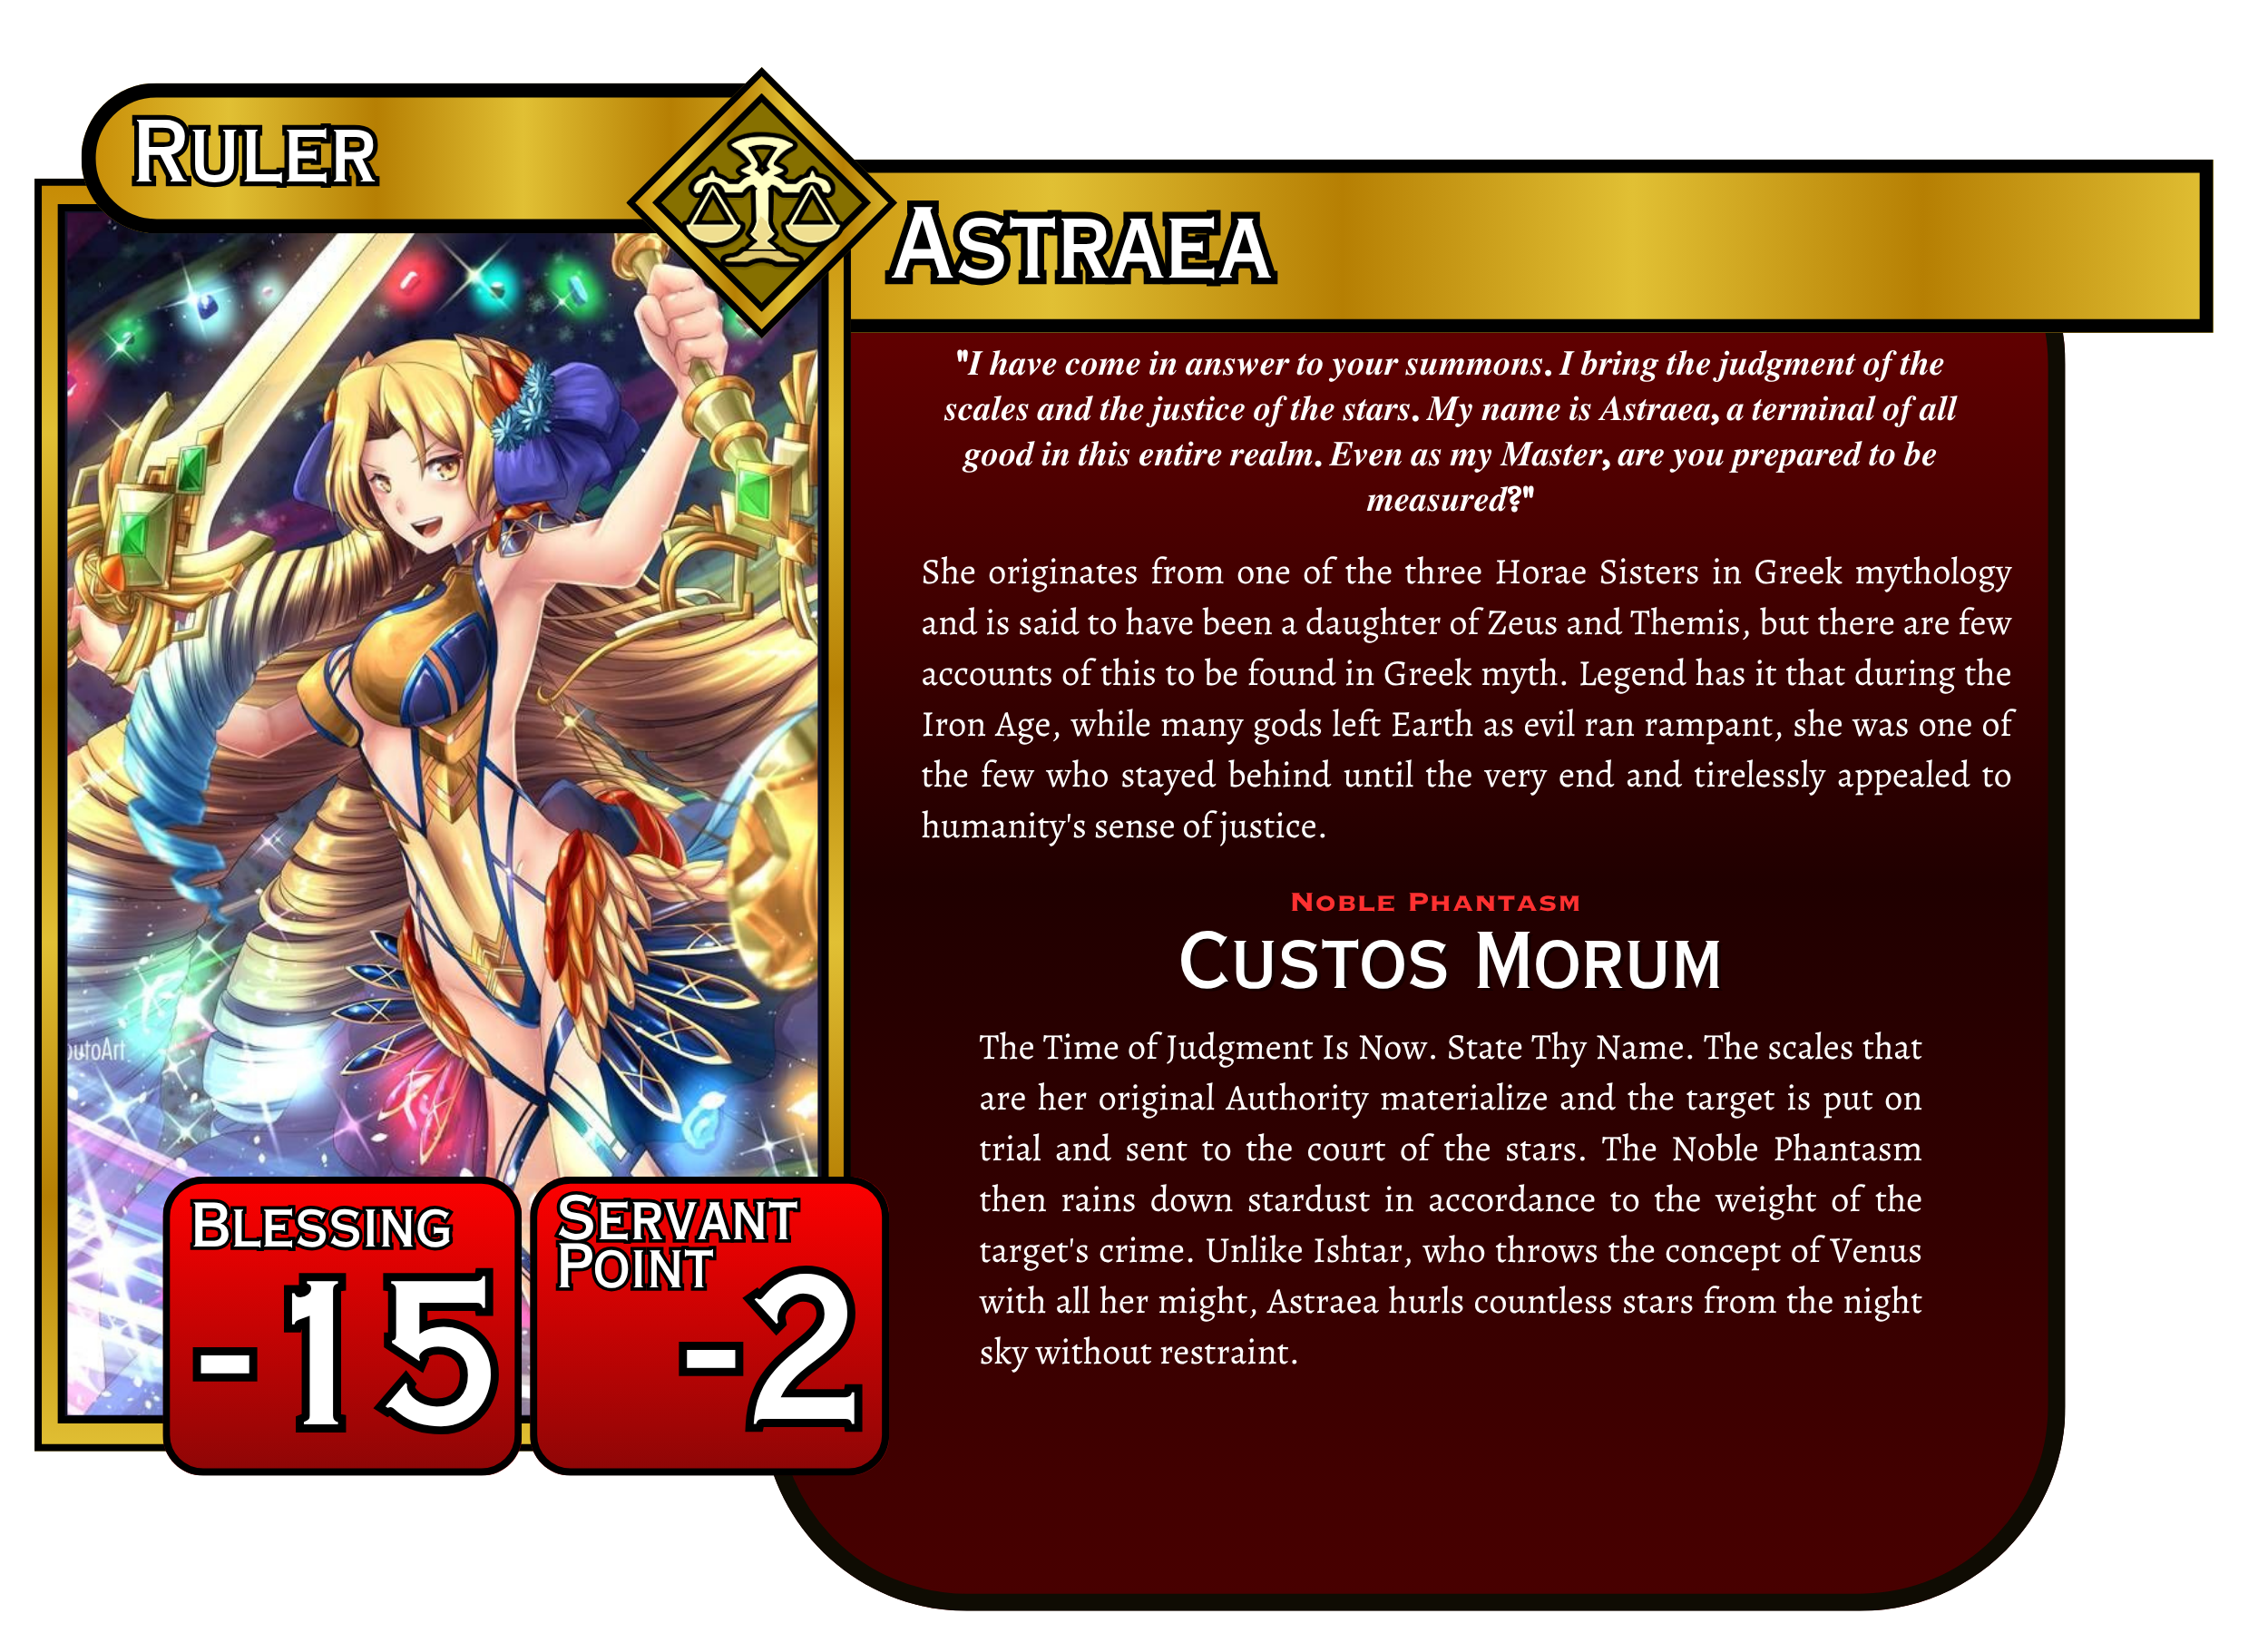 RULER
ASTRAEA
"I have come in answer to your summons. I bring the judgment of the
scales and the justice of the stars. My name is Astraea, a terminal of all
good in this entire realm. Even as my Master, are you prepared to be
measured?"
She originates from one of the three Horae Sisters in Greek mythology
and is said to have been a daughter of Zeus and Themis, but there are few
accounts of this to be found in Greek myth. Legend has it that during the
Iron Age, while many gods left Earth as evil ran rampant, she was one of
the few who stayed behind until the very end and tirelessly appealed to
humanity's sense of justice.
NOBLE PHANTASM
CUSTOS MORUM
The Time of Judgment Is Now. State Thy Name. The scales that
are her original Authority materialize and the target is put on
trial and sent to the court of the stars. The Noble Phantasm
then rains down stardust in accordance to the weight of the
target's crime. Unlike Ishtar, who throws the concept of Venus
with all her might, Astraea hurls countless stars from the night
sky without restraint.
BLESSING
-15
SERVANT
POINT
-2